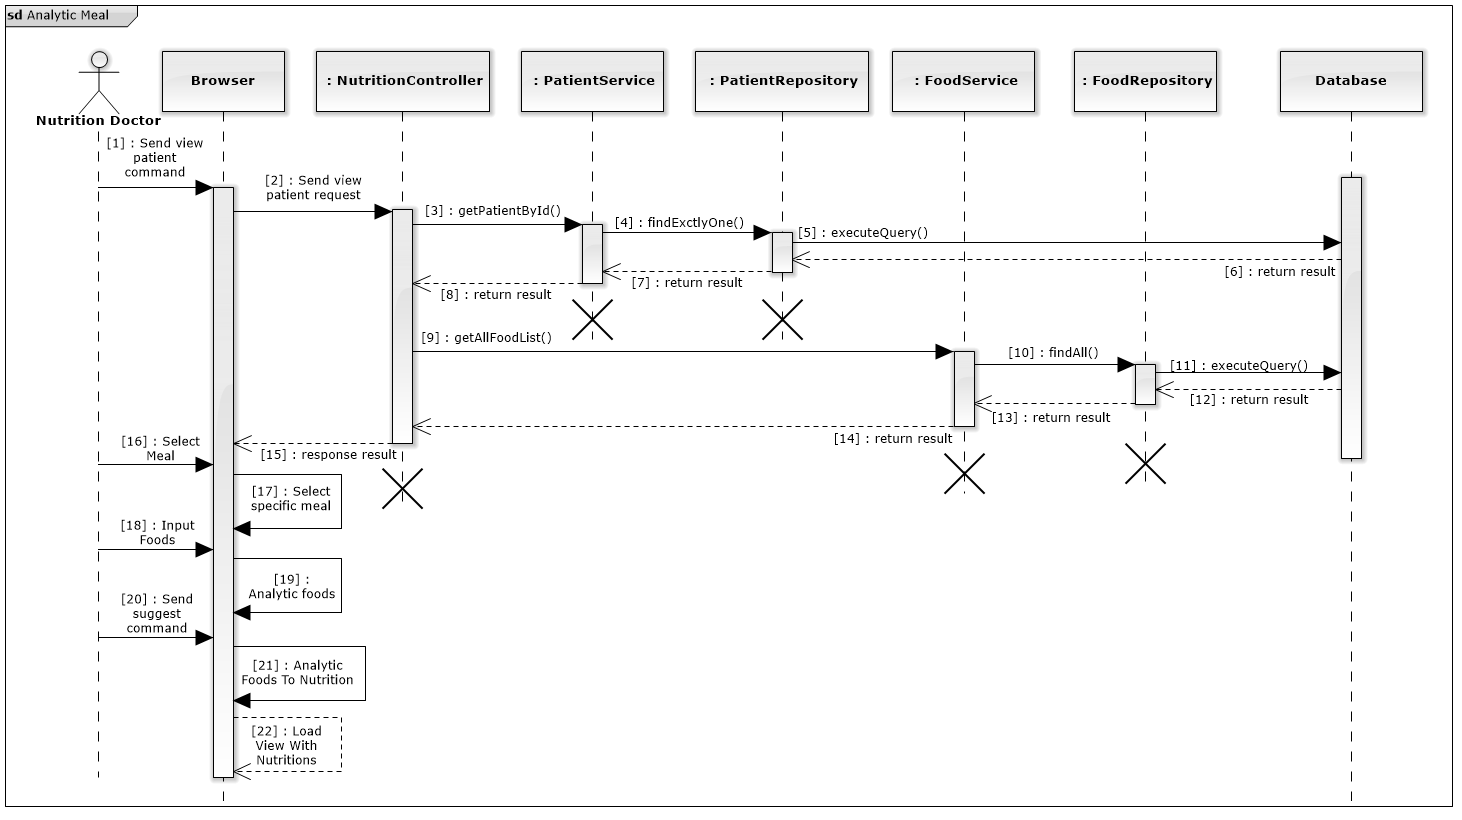 sd Analytic Meal
Browser
: NutritionController
: PatientService
: PatientRepository
: FoodService
: FoodRepository
Database
Nutrition Doctor
[1] : Send view
patient
command
[2] : Send view
patient request
[3] : getPatientById()
[4] : findExctlyOne()
[5] : executeQuery()
[6] : return result
[7] : return result
[8] : return result
[9] : getAllFoodList()
[10] : findAll()
[11] : executeQuery()
[12] : return result
[13] : return result
[14] : return result
[15] : response result
[16] : Select
Meal
[17] : Select
specific meal
[18] : Input
Foods
[19] :
Analytic foods
[20] : Send
suggest
command
[21] : Analytic
Foods To Nutrition
[22] : Load
View With
Nutritions